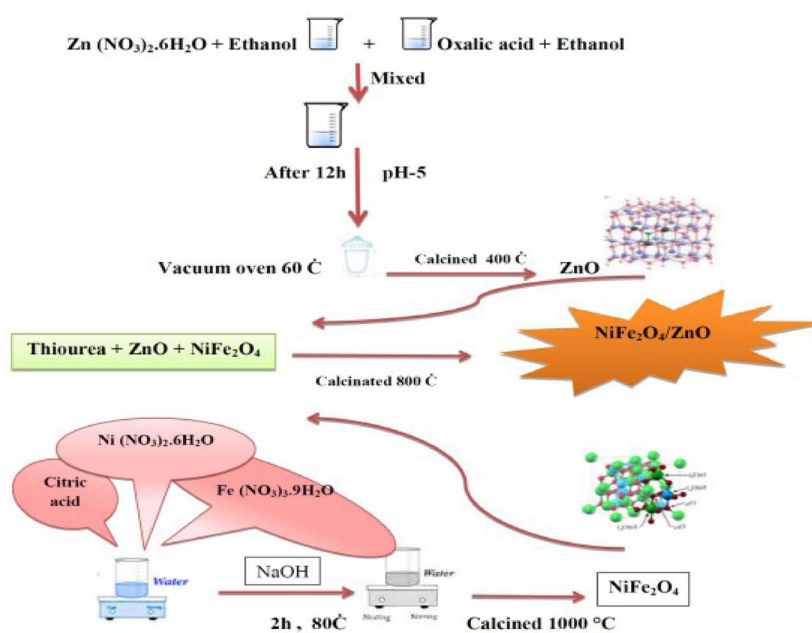 Zn (NO₃)₂.6H₂O + Ethanol + Oxalic acid + Ethanol
Mixed
After 12h pH-5
Vacuum oven 60 Ċ Calcined 400 Ċ ZnO
Thiourea + ZnO + NiFe₂O₄ NiFe₂O₄/ZnO
Calcinated 800 Ċ
Ni (NO₃)₂.6H₂O
Citric
acid
Fe (NO₃)₃.9H₂O
Water NaOH Water NiFe₂O₄
Heating Stirring
2h , 80Ċ Calcined 1000 °C